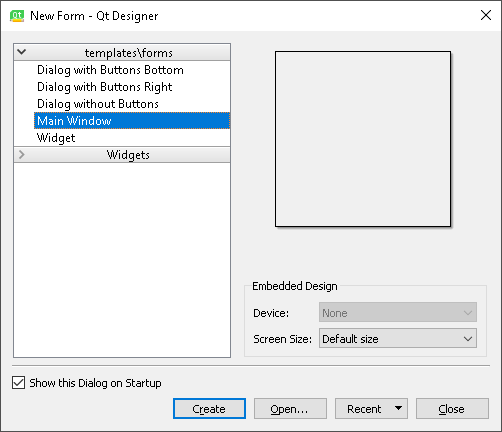 New Form - Qt Designer
templates\forms
Dialog with Buttons Bottom
Dialog with Buttons Right
Dialog without Buttons
Main Window
Widget
Widgets
Embedded Design
Device: None
Screen Size: Default size
Show this Dialog on Startup
Create Open... Recent Close